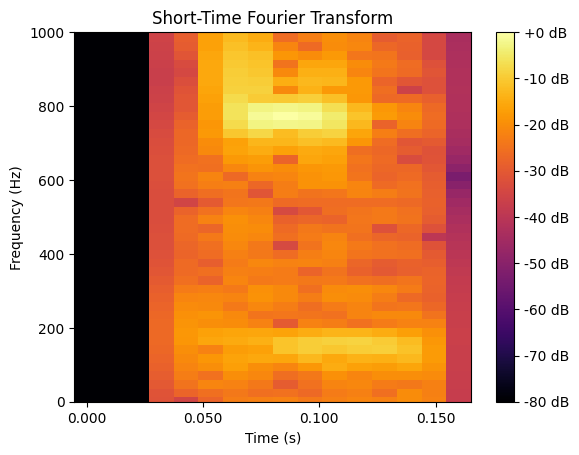 Short-Time Fourier Transform
1000
800
600
400
200
0
Frequency (Hz)
0.000
0.050
0.100
0.150
Time (s)
+0 dB
-10 dB
-20 dB
-30 dB
-40 dB
-50 dB
-60 dB
-70 dB
-80 dB